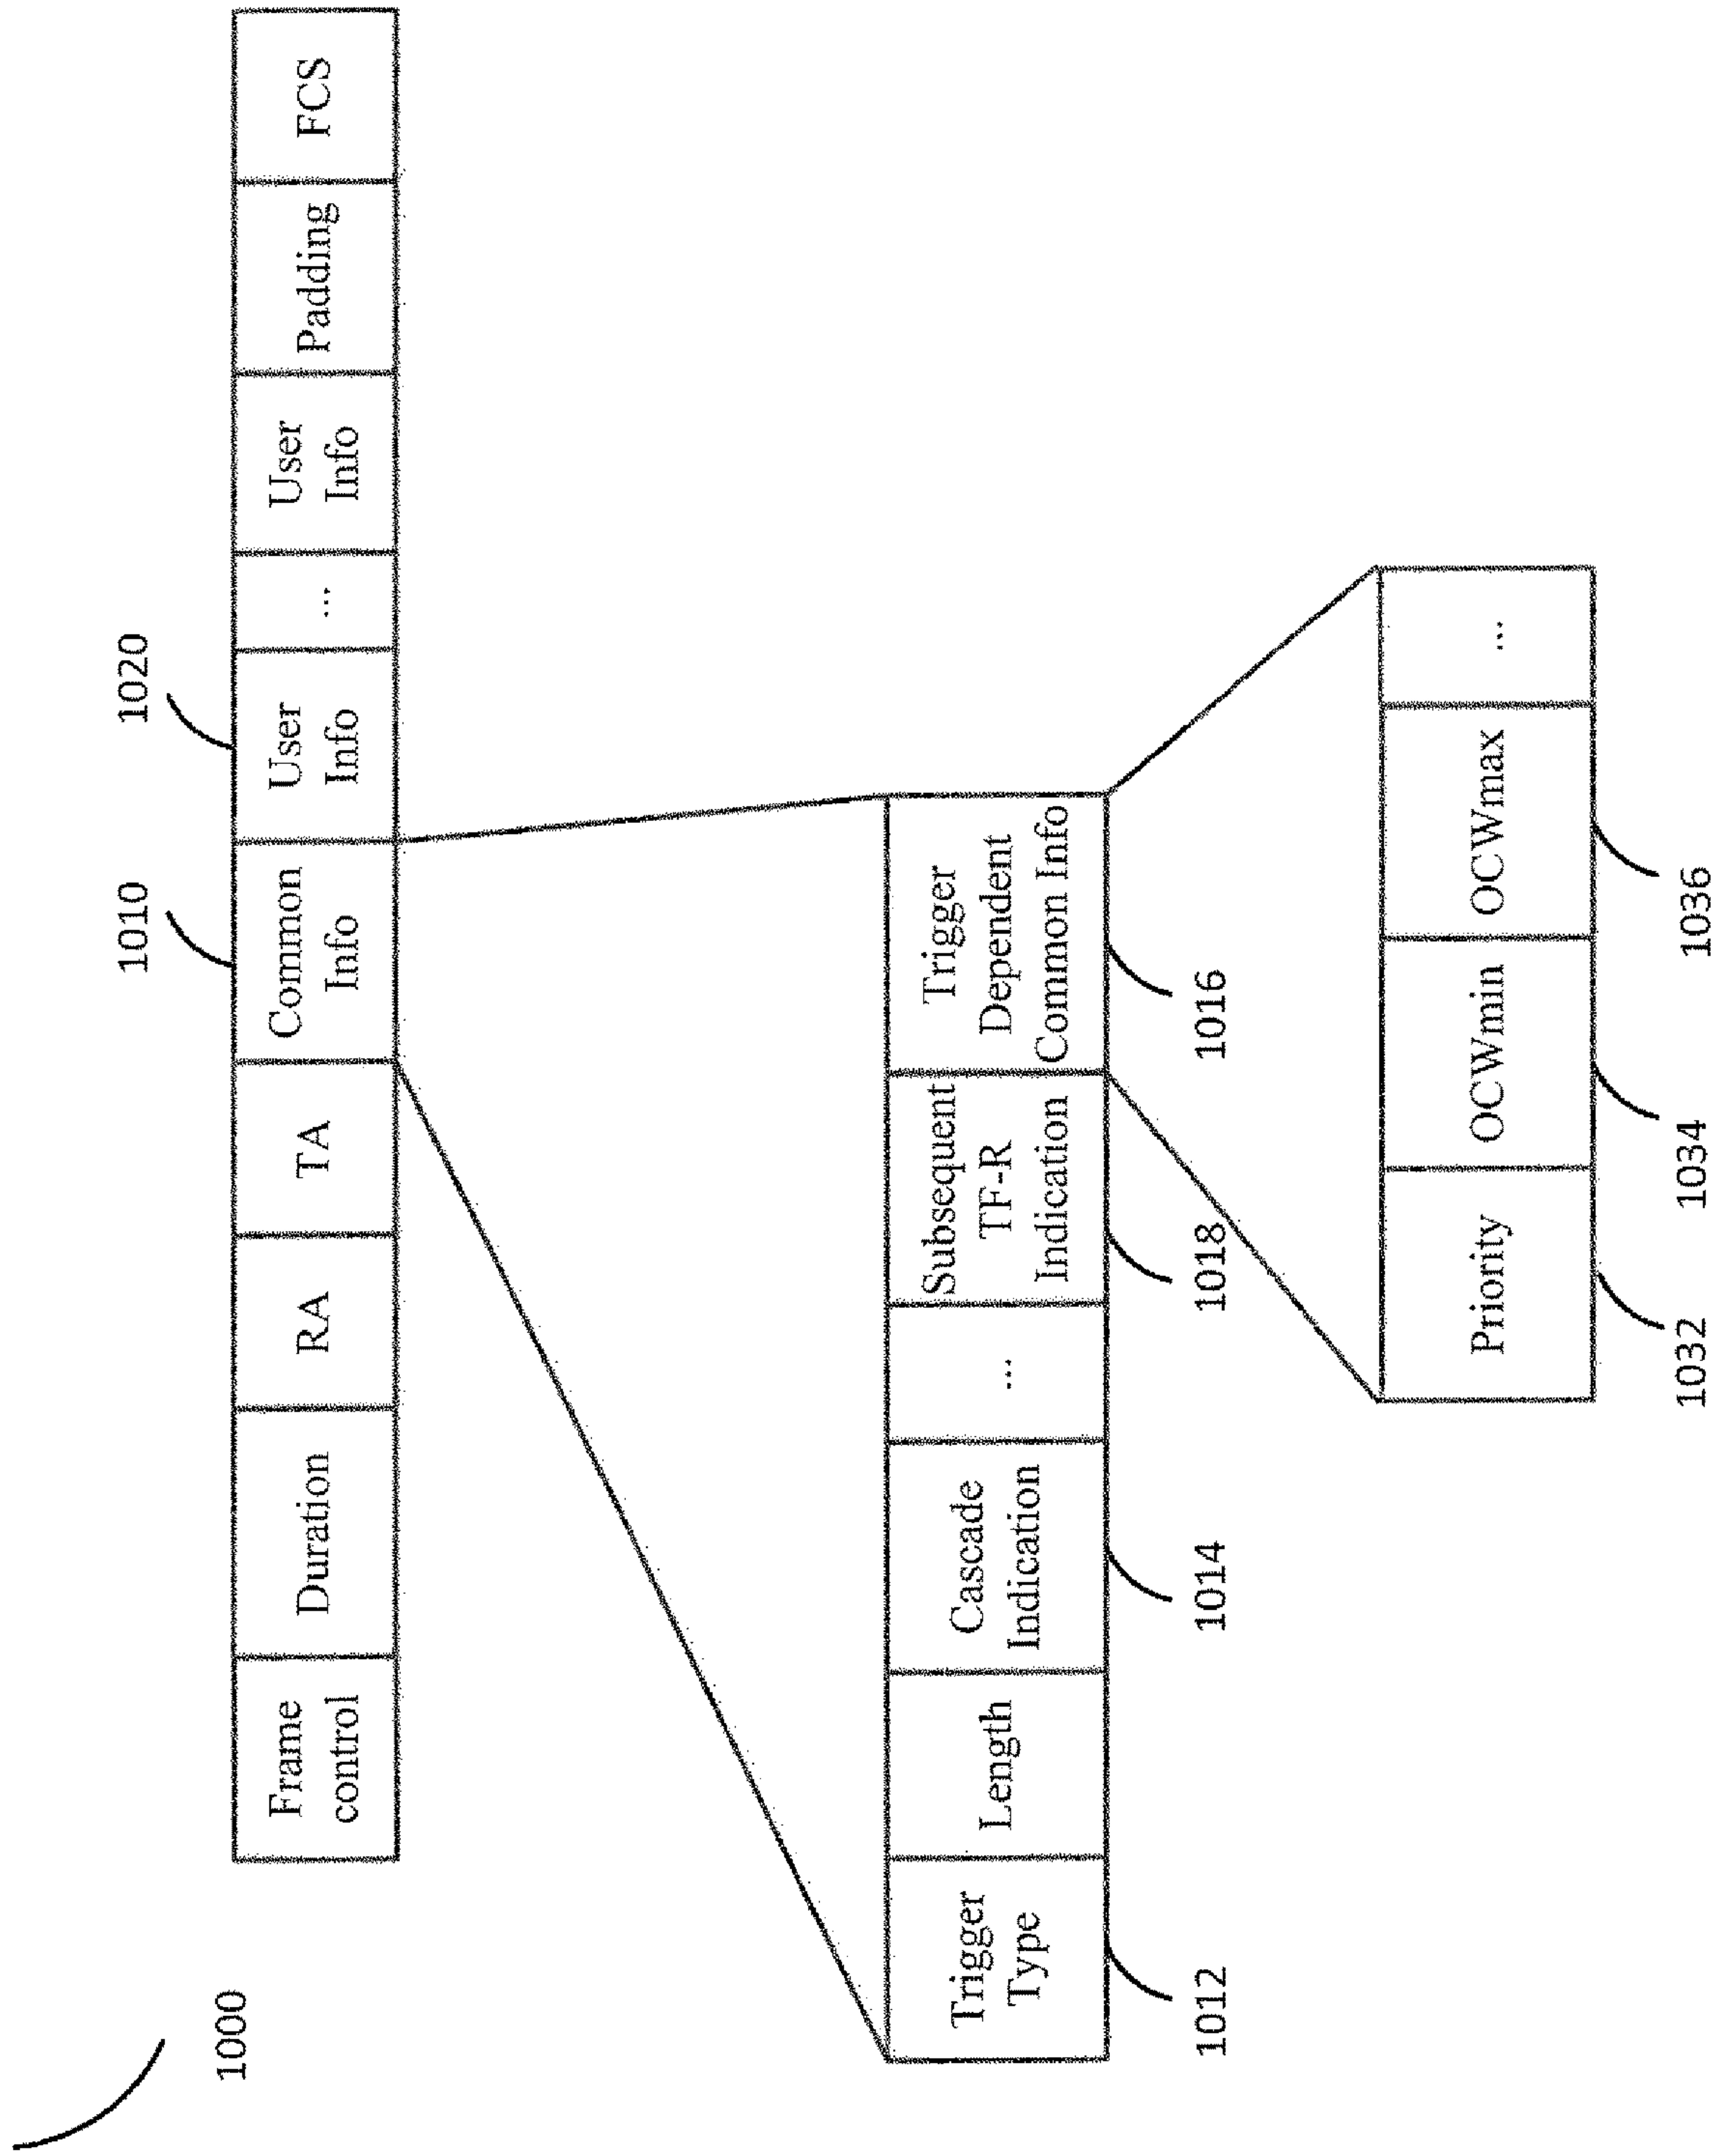 1000
1010
1020
Frame
control
Duration
RA
TA
Common
Info
User
Info
...
User
Info
Padding
FCS
Trigger
Type
Length
Cascade
Indication
...
Subsequent
TF-R
Indication
Trigger
Dependent
Common Info
1012
1014
1018
1016
Priority
OCWmin
OCWmax
...
1032
1034
1036